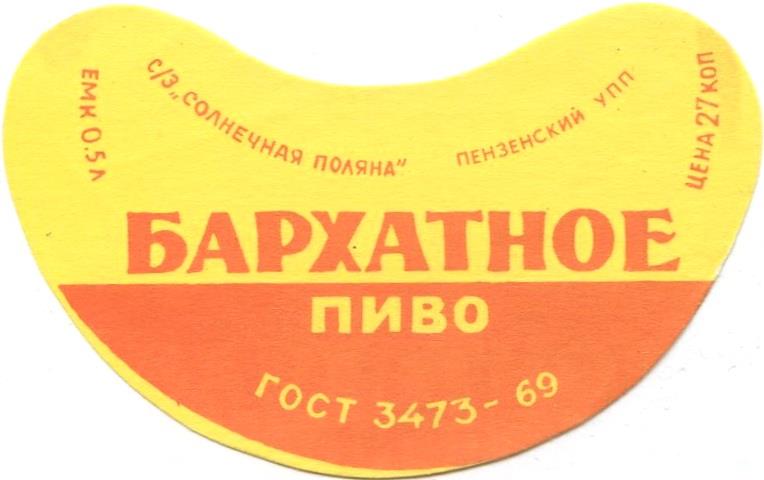 ЕМК 0.5 Л
С/З „СОЛНЕЧНАЯ ПОЛЯНА"
ПЕНЗЕНСКИЙ УПП
ЦЕНА 27 КОП
БАРХАТНОЕ
ПИВО
ГОСТ 3473-69